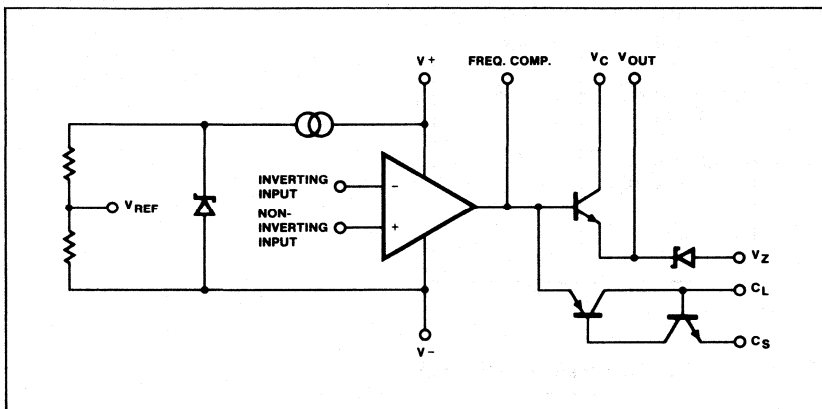 V+
FREQ. COMP.
VC
VOUT
INVERTING
INPUT
−
VREF
NON-
INVERTING
INPUT
+
VZ
CL
CS
V−